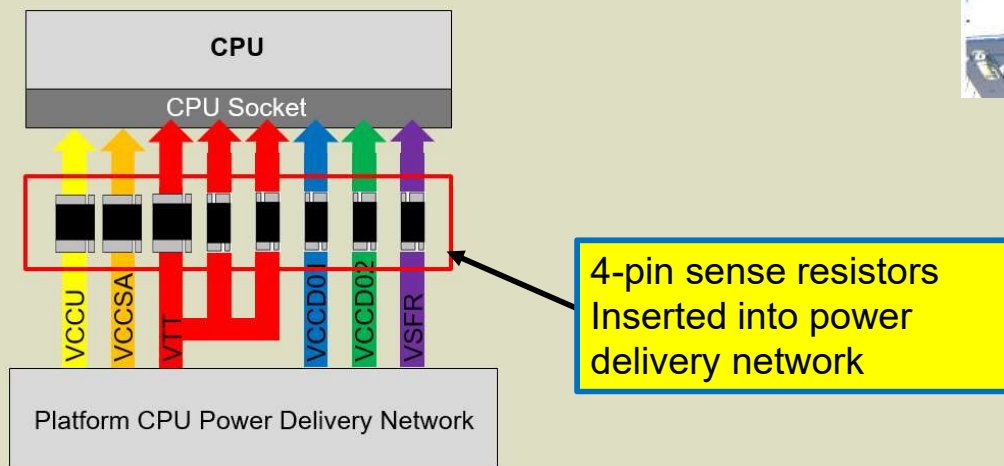 CPU
CPU Socket
VCCU
VCCSA
VTT
VCCD01
VCCD02
VSFR
4-pin sense resistors
Inserted into power
delivery network
Platform CPU Power Delivery Network